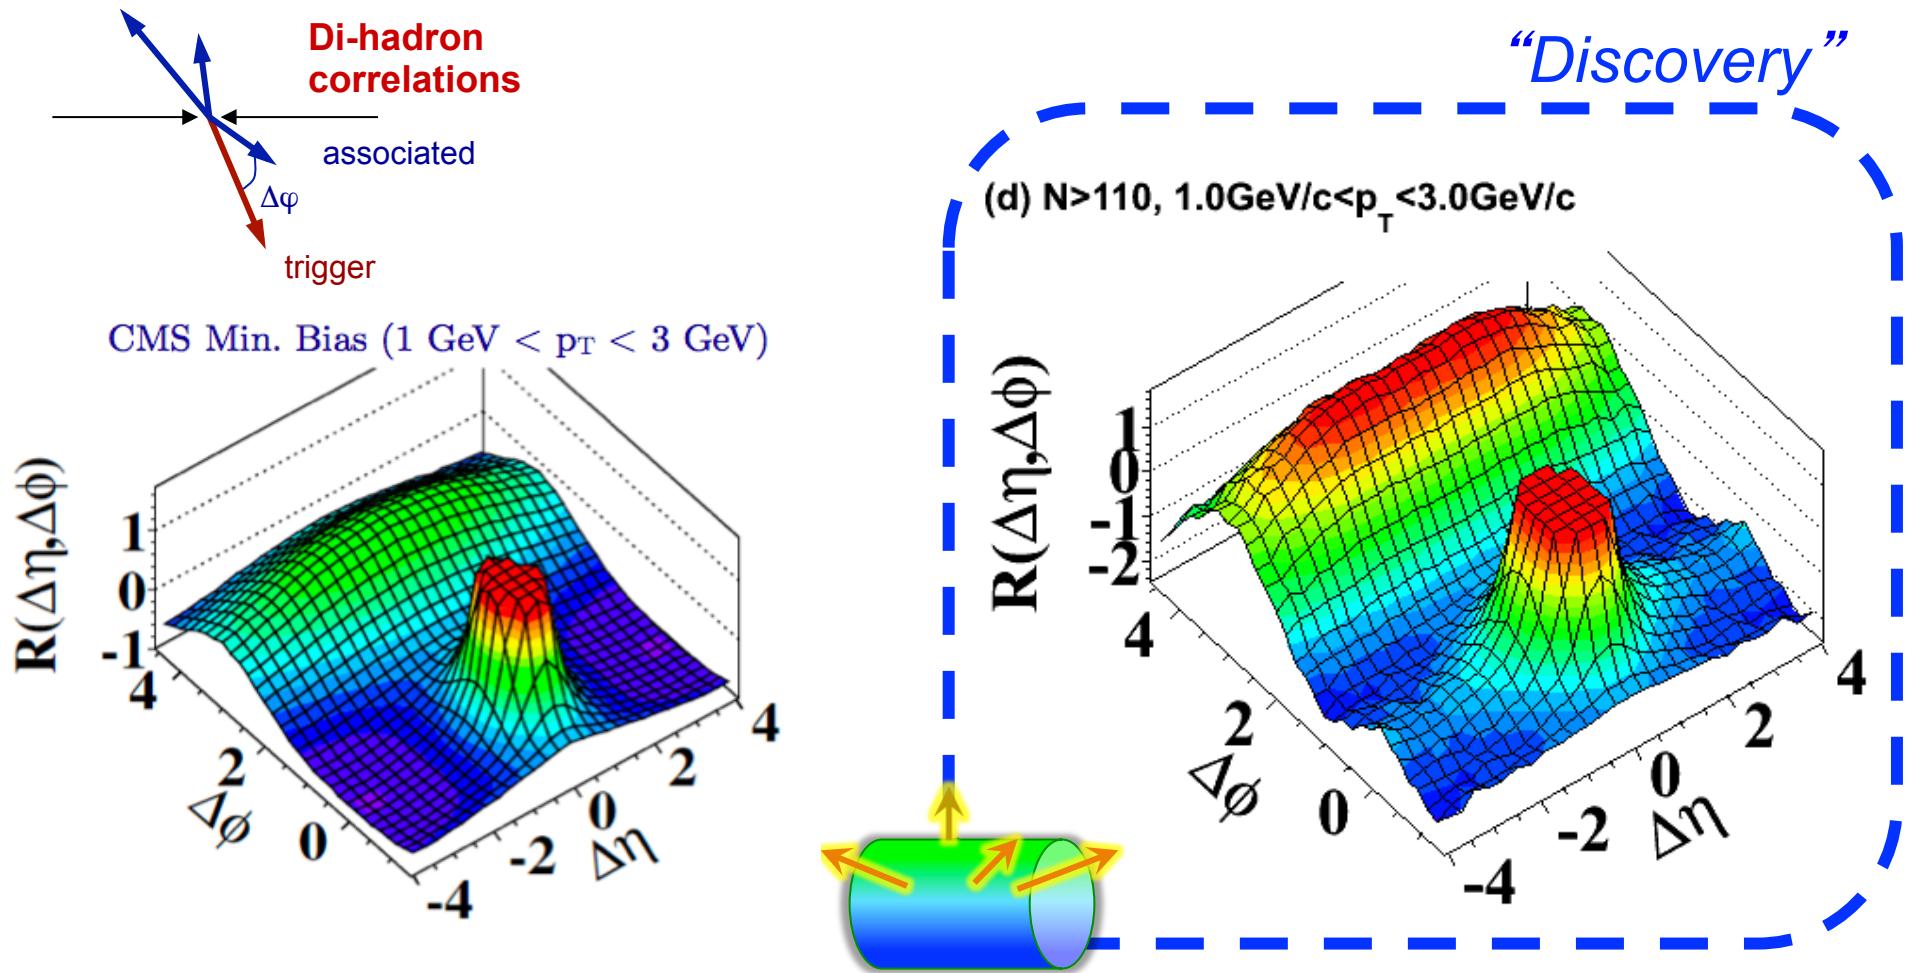 Di-hadron
correlations
associated
Δφ
trigger
“Discovery”
CMS Min. Bias (1 GeV < pT < 3 GeV)
R(Δη,Δϕ)
1
0
-1
4
2
0
Δϕ
-4
-2
0
2
4
Δη
(d) N>110, 1.0GeV/c<pT<3.0GeV/c
R(Δη,Δϕ)
1
0
-1
-2
4
2
0
Δϕ
-4
-2
0
2
4
Δη